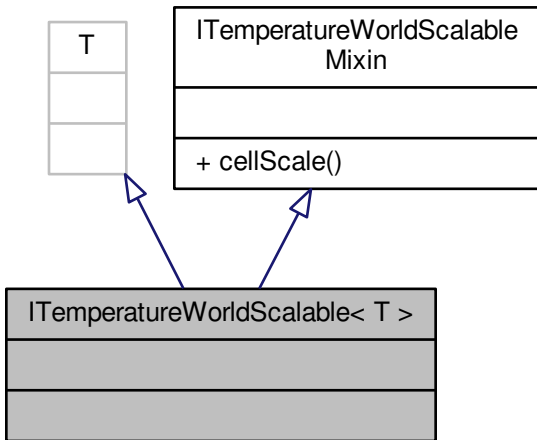 T
ITemperatureWorldScalable
Mixin
+ cellScale()
ITemperatureWorldScalable< T >